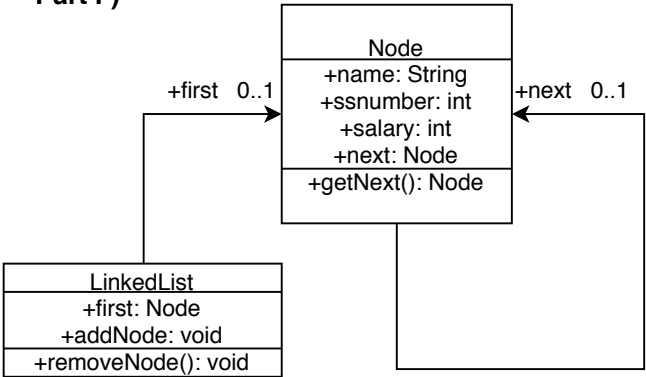 Node
+first 0..1
+name: String
+ssnumber: int
+salary: int
+next: Node
+getNext(): Node
+next 0..1
LinkedList
+first: Node
+addNode: void
+removeNode(): void